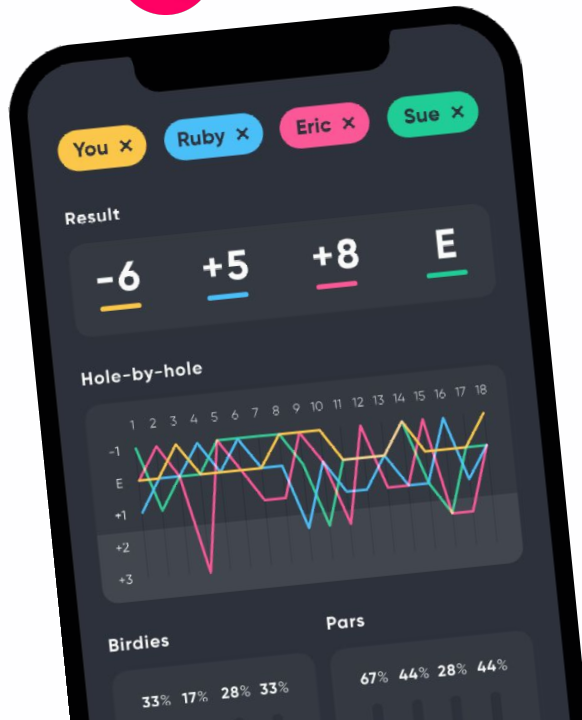 You × Ruby × Eric × Sue ×
Result
-6 +5 +8 E
Hole-by-hole
1 2 3 4 5 6 7 8 9 10 11 12 13 14 15 16 17 18
-1
E
+1
+2
+3
Birdies Pars
33% 17% 28% 33% 67% 44% 28% 44%